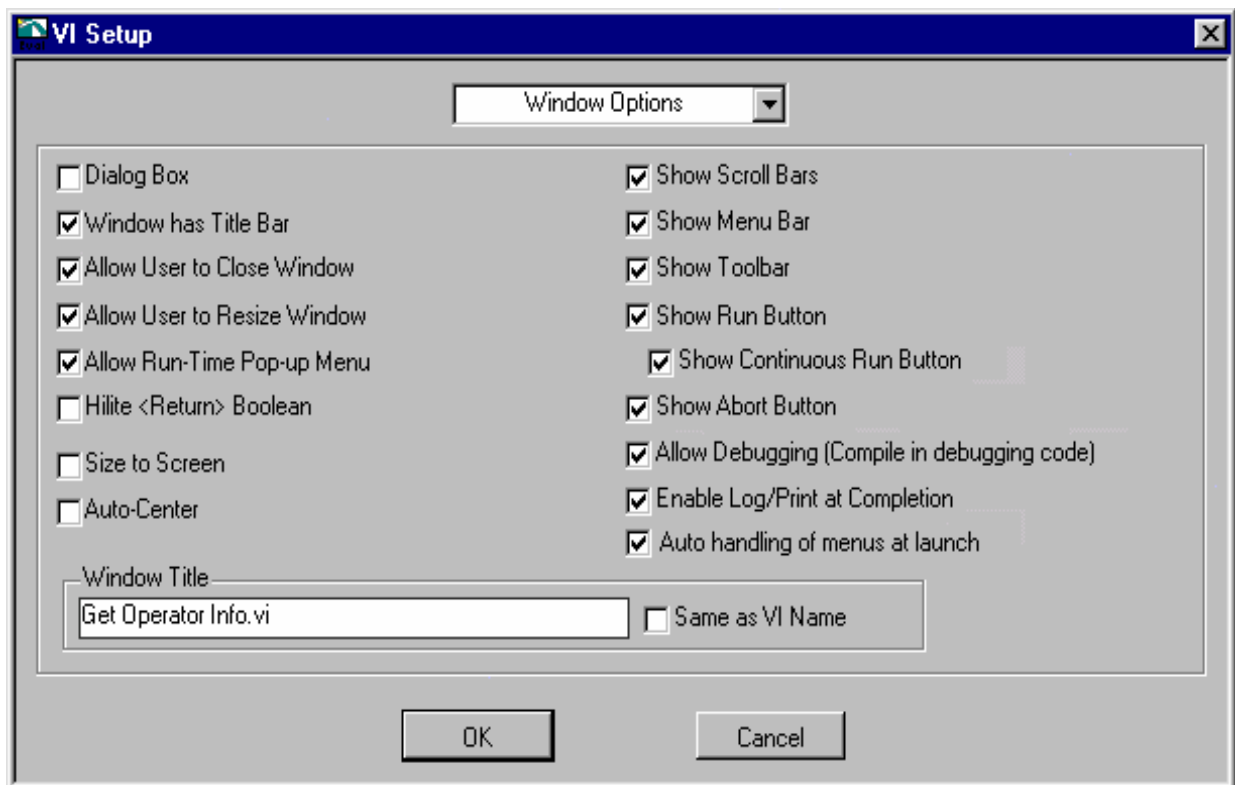 VI Setup
Window Options
Dialog Box
Window has Title Bar
Allow User to Close Window
Allow User to Resize Window
Allow Run-Time Pop-up Menu
Hilite <Return> Boolean
Size to Screen
Auto-Center
Show Scroll Bars
Show Menu Bar
Show Toolbar
Show Run Button
Show Continuous Run Button
Show Abort Button
Allow Debugging (Compile in debugging code)
Enable Log/Print at Completion
Auto handling of menus at launch
Window Title
Get Operator Info.vi
Same as VI Name
OK
Cancel